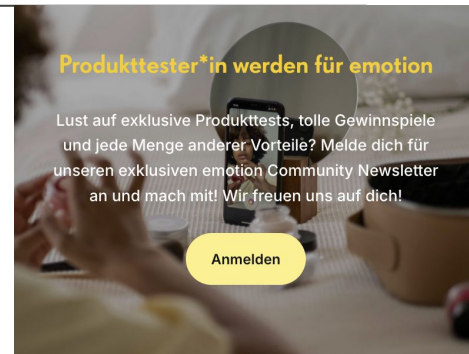 Produkttester*in werden für emotion
Lust auf exklusive Produkttests, tolle Gewinnspiele
und jede Menge anderer Vorteile? Melde dich für
unseren exklusiven emotion Community Newsletter
an und mach mit! Wir freuen uns auf dich!
Anmelden